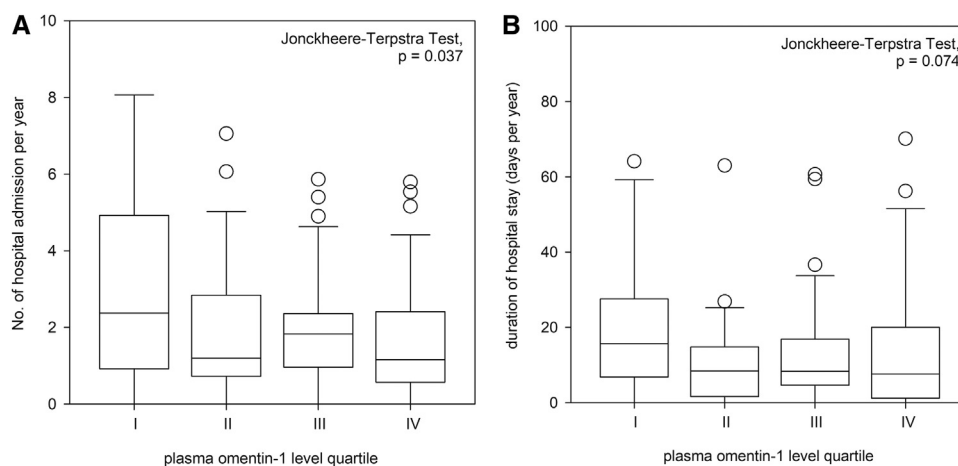 A
No. of hospital admission per year
10
8
6
4
2
0
Jonckheere-Terpstra Test,
p = 0.037
I II III IV
plasma omentin-1 level quartile
B
duration of hospital stay (days per year)
100
80
60
40
20
0
Jonckheere-Terpstra Test,
p = 0.074
I II III IV
plasma omentin-1 level quartile